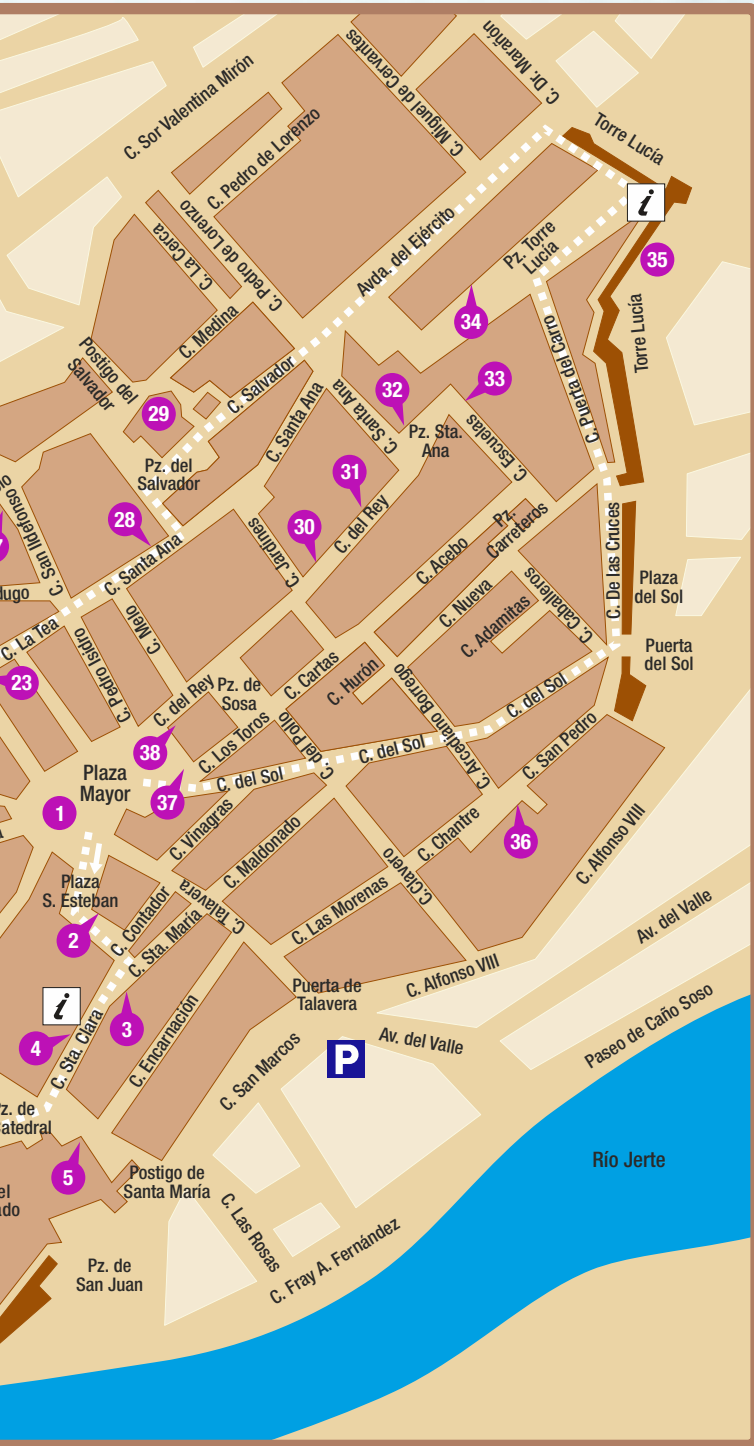 C. Sor Valentina Mirón
C. Miguel de Cervantes
C. Dr. Marañón
C. Pedro de Lorenzo
Torre Lucía
i
35
C. La Cerca
C. Pedro de Lorenzo
C. Pedro de Lorenzo
Avda. del Ejército
Pz. Torre
Lucía
34
Torre Lucía
C. Medina
Postigo del
Salvador
C. Salvador
C. Puerta del Carro
29
32
33
C. Santa Ana
C. Santa Ana
Pz. Sta.
Ana
C. Escuelas
Pz. del
Salvador
31
28
30
C. San Ildefonso
C. Santa Ana
C. Jardines
C. del Rey
Pz.
Carreteros
C. Acebo
C. De las Cruces
Plaza
del Sol
C. La Tea
C. Pedro Isidro
C. Melo
C. Nueva
C. Adamitas
C. Caballeros
Puerta
del Sol
23
C. del Rey
Pz. de
Sosa
C. Cartas
C. Hurón
C. Arcediano Borrego
C. Arcediano
C. del Sol
38
C. Los Toros
C. del Pollo
C. del Sol
C. San Pedro
Plaza
Mayor
C. del Sol
37
1
C. Vinagras
C. Maldonado
C. Chantre
36
C. Alfonso VIII
Plaza
S. Esteban
C. Contador
C. Talavera
C. Clavero
C. Las Morenas
2
C. Sta. María
Av. del Valle
Puerta de
Talavera
C. Alfonso VIII
i
3
4
C. Sta. Clara
C. Encarnación
C. San Marcos
P
Av. del Valle
Paseo de Caño Soso
5
Postigo de
Santa María
Río Jerte
C. Las Rosas
C. Fray A. Fernández
Pz. de
San Juan